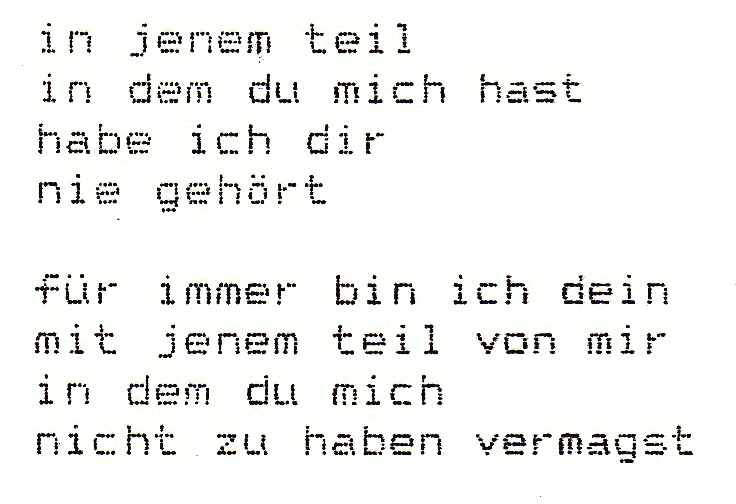 in jenem teil
in dem du mich hast
habe ich dir
nie gehört
für immer bin ich dein
mit jenem teil von mir
in dem du mich
nicht zu haben vermagst